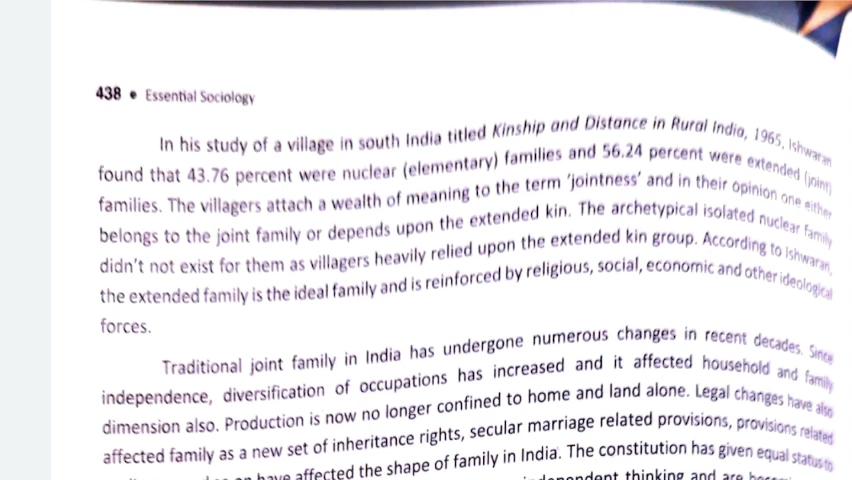 438 • Essential Sociology
In his study of a village in south India titled Kinship and Distance in Rural India, 1965, Ishwaran
found that 43.76 percent were nuclear (elementary) families and 56.24 percent were extended (joint)
families. The villagers attach a wealth of meaning to the term 'jointness' and in their opinion one either
belongs to the joint family or depends upon the extended kin. The archetypical isolated nuclear family
didn't not exist for them as villagers heavily relied upon the extended kin group. According to Ishwaran,
the extended family is the ideal family and is reinforced by religious, social, economic and other ideological
forces.
Traditional joint family in India has undergone numerous changes in recent decades. Since
independence, diversification of occupations has increased and it affected household and family
dimension also. Production is now no longer confined to home and land alone. Legal changes have also
affected family as a new set of inheritance rights, secular marriage related provisions, provisions related
have affected the shape of family in India. The constitution has given equal status to
thinking and are